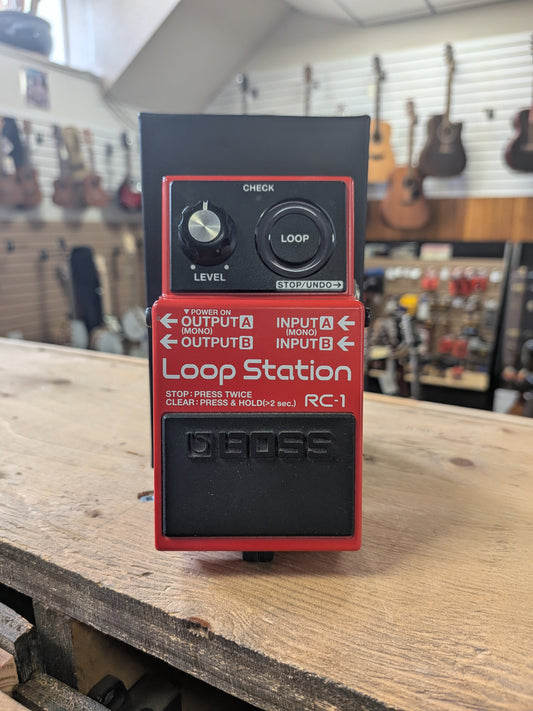 CHECK
LOOP
LEVEL
STOP/UNDO→
▼POWER ON
←OUTPUT A INPUT A←
(MONO) (MONO)
←OUTPUT B INPUT B←
Loop Station
STOP : PRESS TWICE
CLEAR : PRESS & HOLD(>2 sec.) RC-1
BOSS